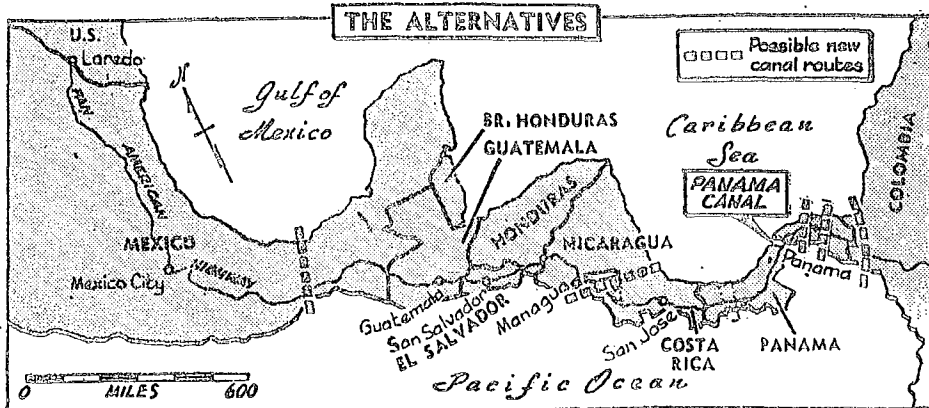 THE ALTERNATIVES
U.S.
Laredo
Possible new
canal routes
N
Gulf of
Mexico
PAN
AMERICAN
HIGHWAY
BR. HONDURAS
GUATEMALA
Caribbean
Sea
PANAMA
CANAL
COLOMBIA
HONDURAS
MEXICO
NICARAGUA
Mexico City
Panama
Guatemala
San Salvador
EL SALVADOR
Managua
San Jose
COSTA
RICA
PANAMA
Pacific Ocean
0 MILES 600